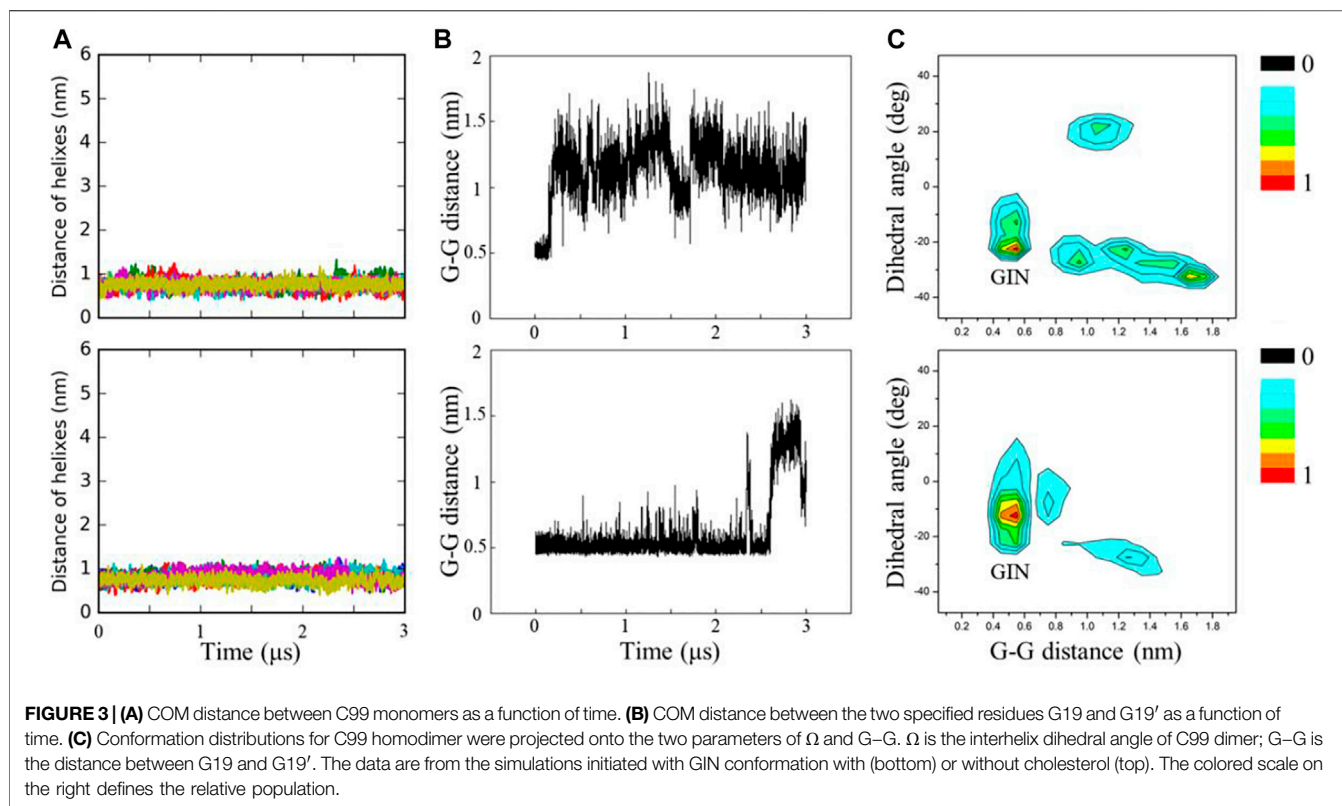 A
B
C
6
5
4
3
2
1
0
Distance of helixes (nm)
2
1.5
1
0.5
G-G distance (nm)
0
1
2
3
40
20
0
-20
-40
Dihedral angle (deg)
GIN
0.2 0.4 0.6 0.8 1.0 1.2 1.4 1.6 1.8
0
1
6
5
4
3
2
1
0
Distance of helixes (nm)
0 1 2 3
Time (μs)
2
1.5
1
0.5
G-G distance (nm)
0 1 2 3
Time (μs)
40
20
0
-20
-40
Dihedral angle (deg)
GIN
0.2 0.4 0.6 0.8 1.0 1.2 1.4 1.6 1.8
G-G distance (nm)
0
1
FIGURE 3 | (A) COM distance between C99 monomers as a function of time. (B) COM distance between the two specified residues G19 and G19′ as a function of
time. (C) Conformation distributions for C99 homodimer were projected onto the two parameters of Ω and G–G. Ω is the interhelix dihedral angle of C99 dimer; G–G is
the distance between G19 and G19′. The data are from the simulations initiated with GIN conformation with (bottom) or without cholesterol (top). The colored scale on
the right defines the relative population.